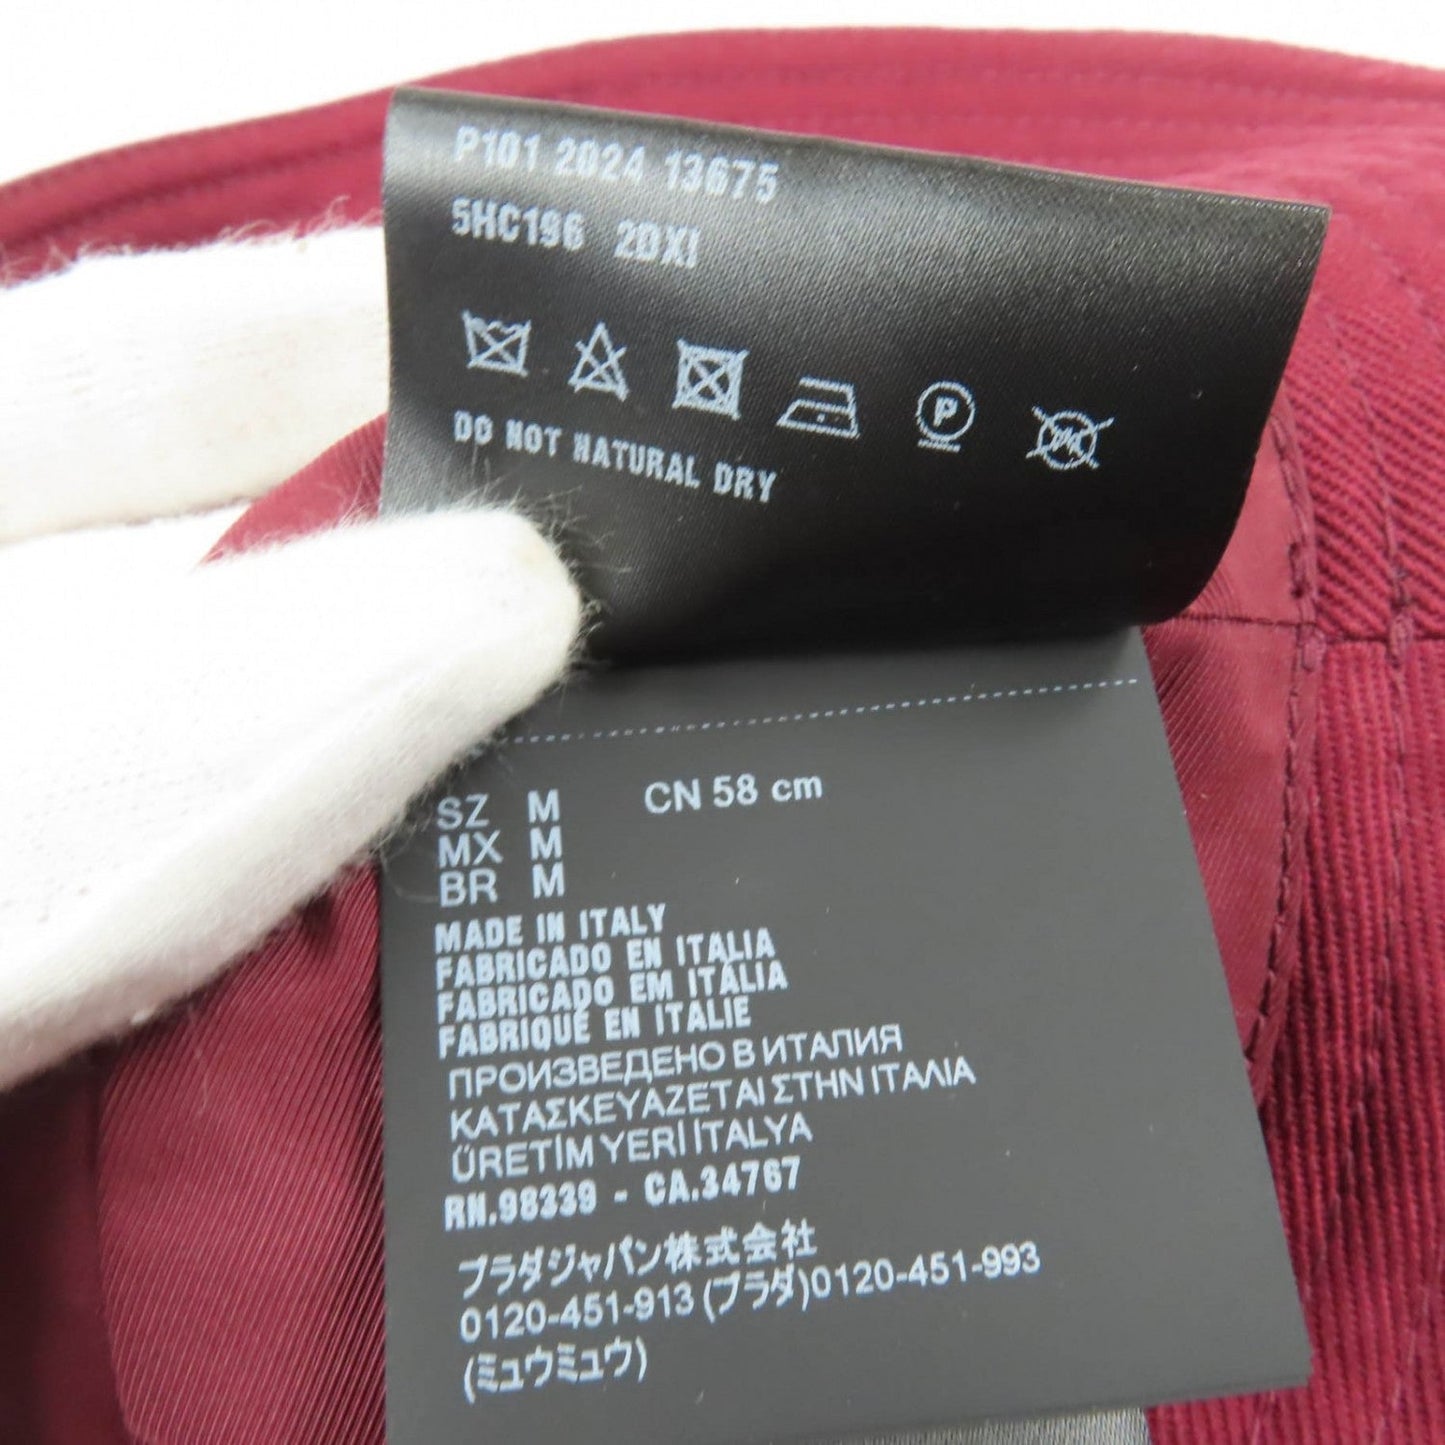 P101 2024 13675
5HC196 2DXI
P
DO NOT NATURAL DRY
SZ M CN 58 cm
MX M
BR M
MADE IN ITALY
FABRICADO EN ITALIA
FABRICADO EM ITÁLIA
FABRIQUÉ EN ITALIE
ПРОИЗВЕДЕНО В ИТАЛИЯ
ΚΑΤΑΣΚΕΥΑΖΕΤΑΙ ΣΤΗΝ ΙΤΑΛΙΑ
ÜRETİM YERİ İTALYA
RN.98339 - CA.34767
プラダジャパン株式会社
0120-451-913 (プラダ)0120-451-993
(ミュウミュウ)